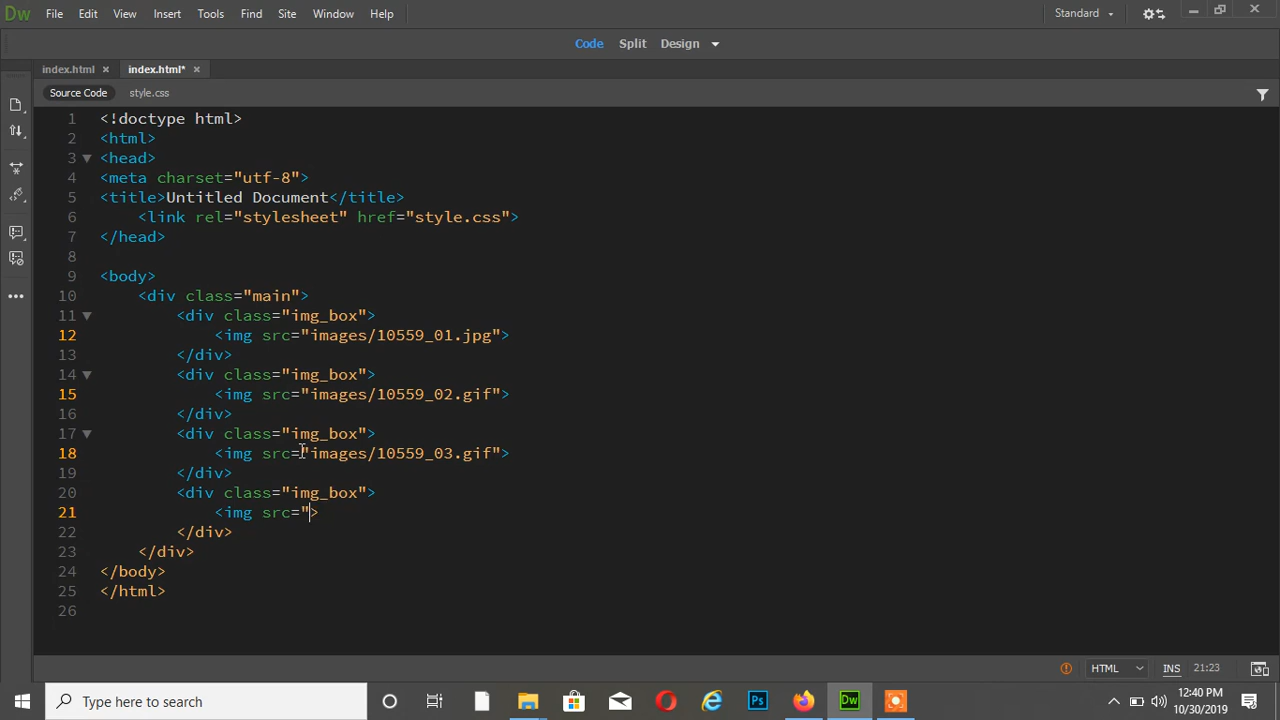 Dw File Edit View Insert Format Tools Find Site Window Help Standard
Code Split Design
index.html × index.html* ×
Source Code style.css
1 <!doctype html>
2 <html>
3 <head>
4 <meta charset="utf-8">
5 <title>Untitled Document</title>
6 <link rel="stylesheet" href="style.css">
7 </head>
8
9 <body>
10 <div class="main">
11 <div class="img_box">
12 <img src="images/10559_01.jpg">
13 </div>
14 <div class="img_box">
15 <img src="images/10559_02.gif">
16 </div>
17 <div class="img_box">
18 <img src="images/10559_03.gif">
19 </div>
20 <div class="img_box">
21 <img src=">
22 </div>
23 </div>
24 </body>
25 </html>
26
HTML INS 21:23
Type here to search Ps Dw 12:40 PM
10/30/2019